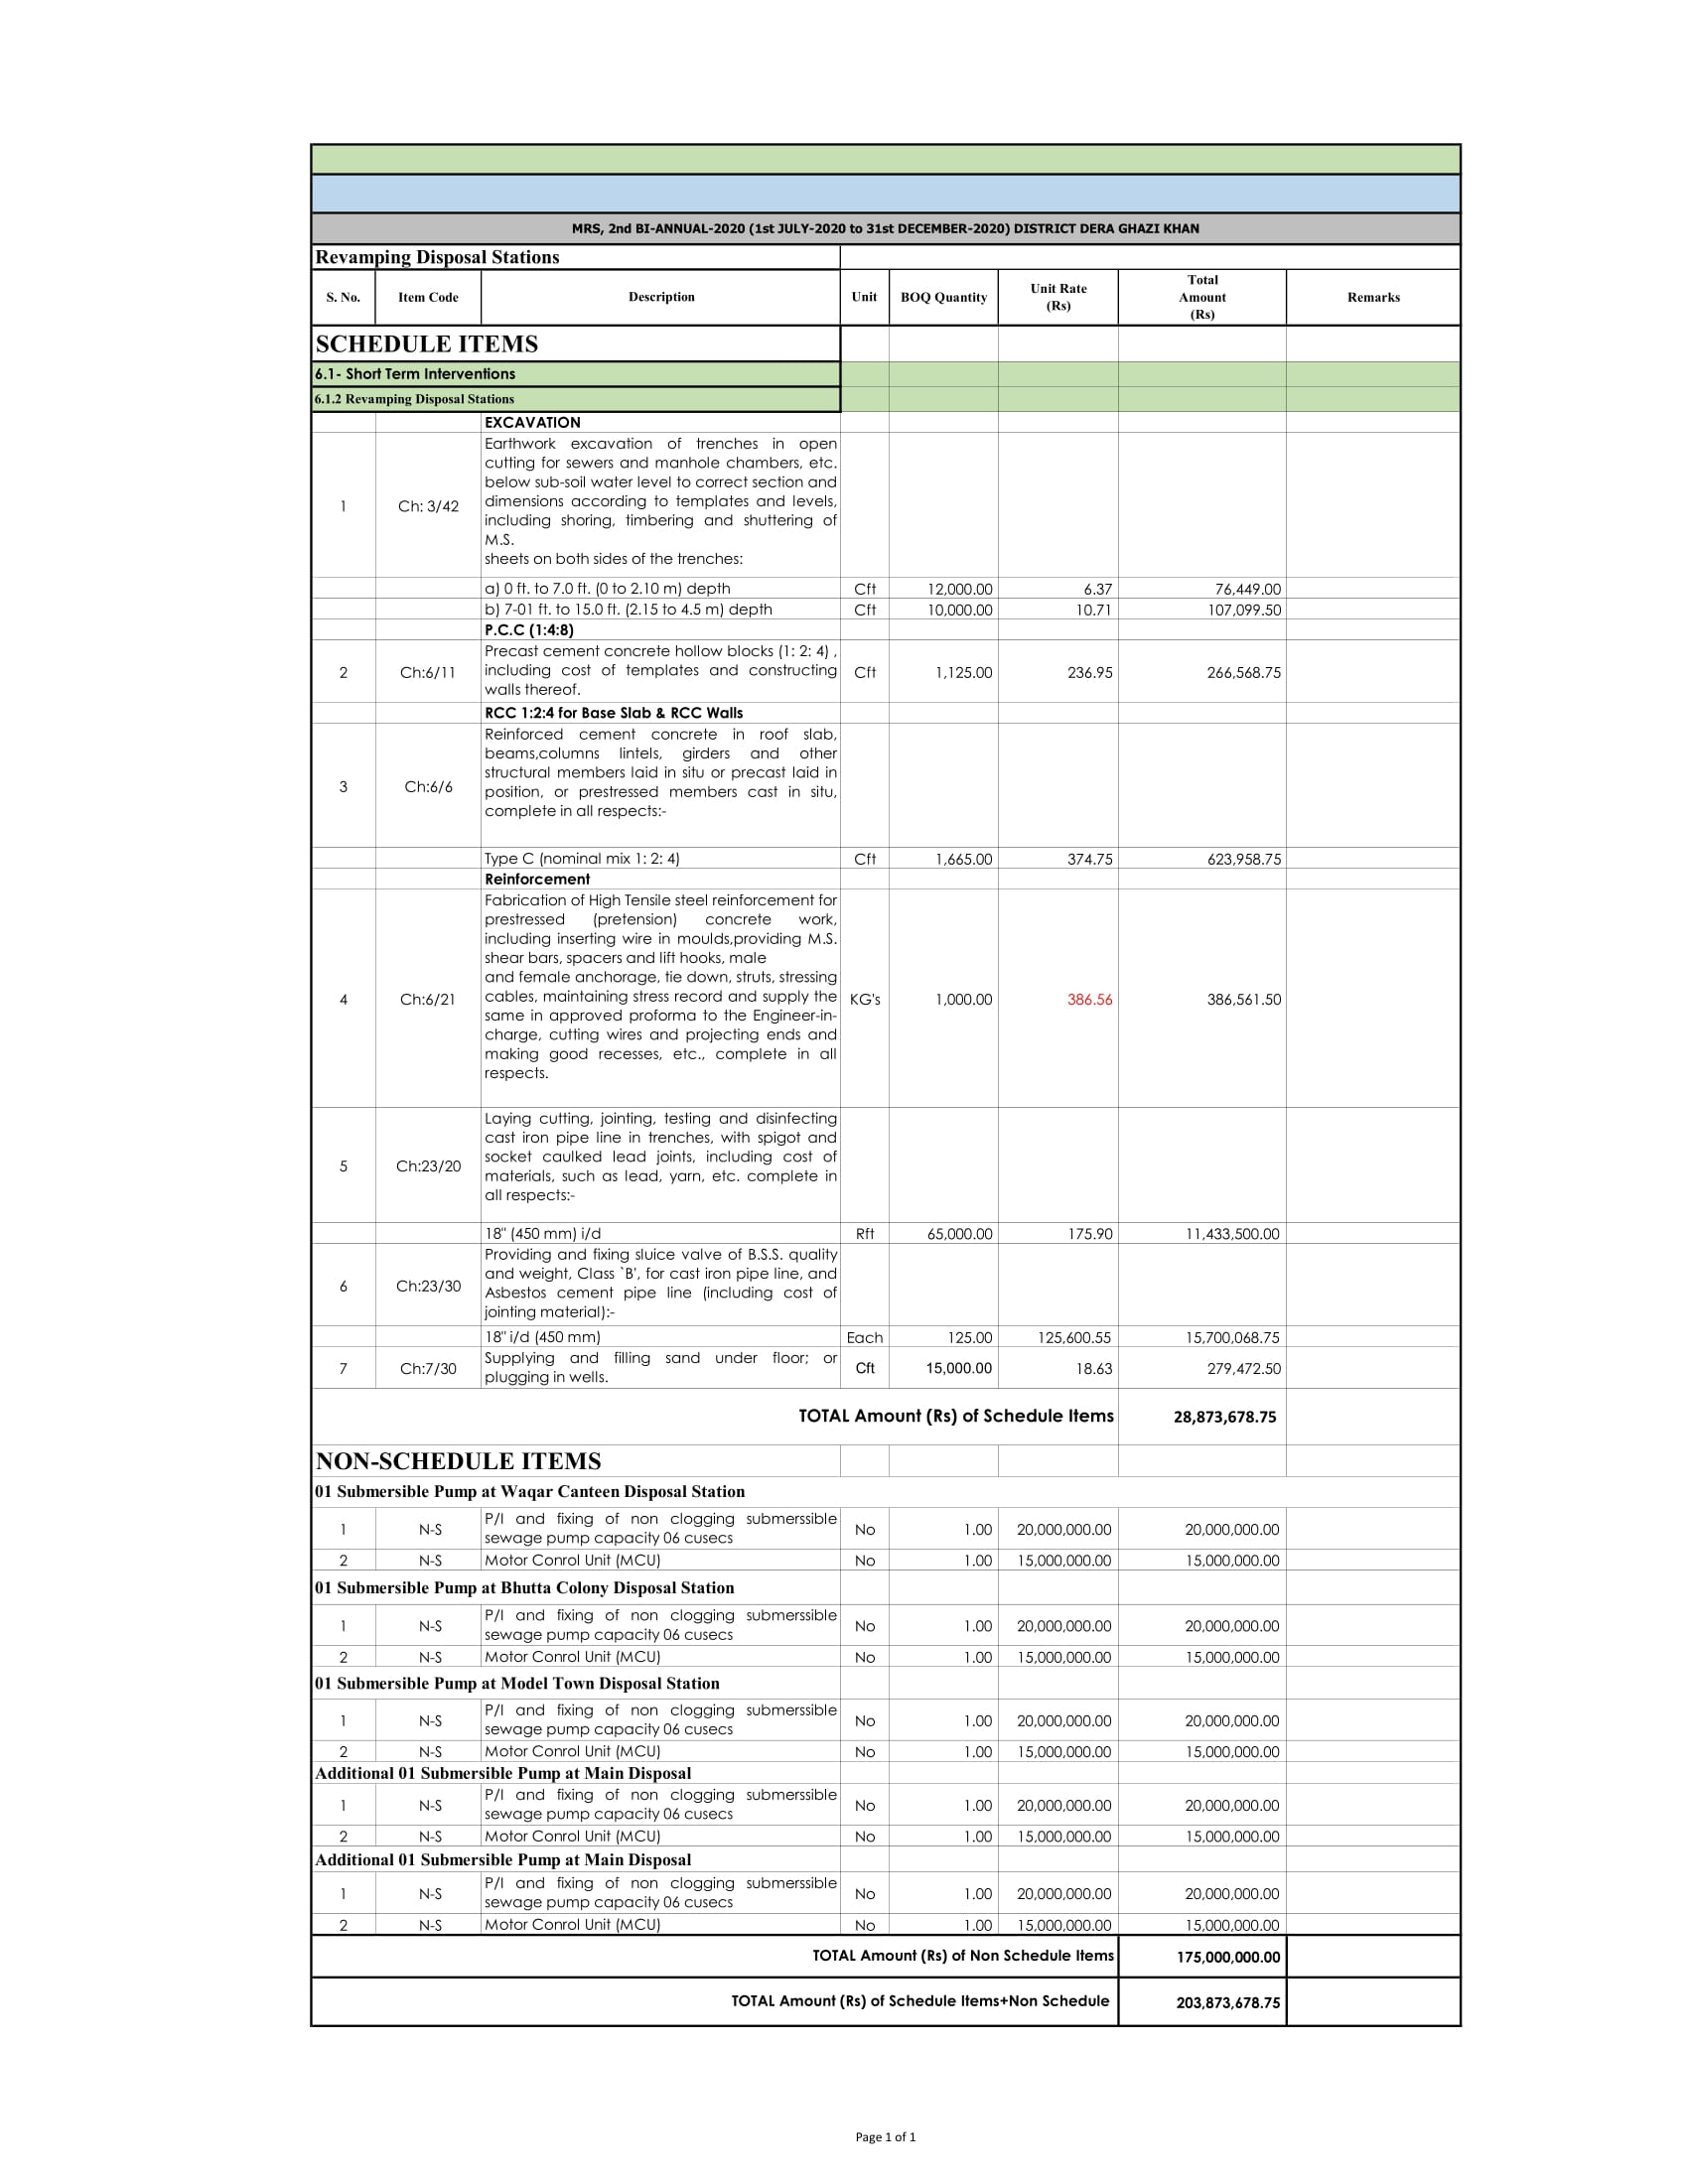 MRS, 2nd BI-ANNUAL-2020 (1st JULY-2020 to 31st DECEMBER-2020) DISTRICT DERA GHAZI KHAN
Revamping Disposal Stations
S. No. Item Code Description Unit BOQ Quantity Unit Rate (Rs) Total Amount (Rs) Remarks
SCHEDULE ITEMS
6.1- Short Term Interventions
6.1.2 Revamping Disposal Stations
EXCAVATION
1 Ch: 3/42 Earthwork excavation of trenches in open
cutting for sewers and manhole chambers, etc.
below sub-soil water level to correct section and
dimensions according to templates and levels,
including shoring, timbering and shuttering of
M.S.
sheets on both sides of the trenches:
a) 0 ft. to 7.0 ft. (0 to 2.10 m) depth Cft 12,000.00 6.37 76,449.00
b) 7-01 ft. to 15.0 ft. (2.15 to 4.5 m) depth Cft 10,000.00 10.71 107,099.50
P.C.C (1:4:8)
2 Ch:6/11 Precast cement concrete hollow blocks (1: 2: 4) ,
including cost of templates and constructing
walls thereof. Cft 1,125.00 236.95 266,568.75
RCC 1:2:4 for Base Slab & RCC Walls
3 Ch:6/6 Reinforced cement concrete in roof slab,
beams,columns lintels, girders and other
structural members laid in situ or precast laid in
position, or prestressed members cast in situ,
complete in all respects:-
Type C (nominal mix 1: 2: 4) Cft 1,665.00 374.75 623,958.75
Reinforcement
4 Ch:6/21 Fabrication of High Tensile steel reinforcement for
prestressed (pretension) concrete work,
including inserting wire in moulds,providing M.S.
shear bars, spacers and lift hooks, male
and female anchorage, tie down, struts, stressing
cables, maintaining stress record and supply the
same in approved proforma to the Engineer-in-
charge, cutting wires and projecting ends and
making good recesses, etc., complete in all
respects. KG's 1,000.00 386.56 386,561.50
5 Ch:23/20 Laying cutting, jointing, testing and disinfecting
cast iron pipe line in trenches, with spigot and
socket caulked lead joints, including cost of
materials, such as lead, yarn, etc. complete in
all respects:-
18" (450 mm) i/d Rft 65,000.00 175.90 11,433,500.00
6 Ch:23/30 Providing and fixing sluice valve of B.S.S. quality
and weight, Class `B', for cast iron pipe line, and
Asbestos cement pipe line (including cost of
jointing material):-
18" i/d (450 mm) Each 125.00 125,600.55 15,700,068.75
7 Ch:7/30 Supplying and filling sand under floor; or
plugging in wells. Cft 15,000.00 18.63 279,472.50
TOTAL Amount (Rs) of Schedule Items 28,873,678.75
NON-SCHEDULE ITEMS
01 Submersible Pump at Waqar Canteen Disposal Station
1 N-S P/I and fixing of non clogging submerssible
sewage pump capacity 06 cusecs No 1.00 20,000,000.00 20,000,000.00
2 N-S Motor Conrol Unit (MCU) No 1.00 15,000,000.00 15,000,000.00
01 Submersible Pump at Bhutta Colony Disposal Station
1 N-S P/I and fixing of non clogging submerssible
sewage pump capacity 06 cusecs No 1.00 20,000,000.00 20,000,000.00
2 N-S Motor Conrol Unit (MCU) No 1.00 15,000,000.00 15,000,000.00
01 Submersible Pump at Model Town Disposal Station
1 N-S P/I and fixing of non clogging submerssible
sewage pump capacity 06 cusecs No 1.00 20,000,000.00 20,000,000.00
2 N-S Motor Conrol Unit (MCU) No 1.00 15,000,000.00 15,000,000.00
Additional 01 Submersible Pump at Main Disposal
1 N-S P/I and fixing of non clogging submerssible
sewage pump capacity 06 cusecs No 1.00 20,000,000.00 20,000,000.00
2 N-S Motor Conrol Unit (MCU) No 1.00 15,000,000.00 15,000,000.00
Additional 01 Submersible Pump at Main Disposal
1 N-S P/I and fixing of non clogging submerssible
sewage pump capacity 06 cusecs No 1.00 20,000,000.00 20,000,000.00
2 N-S Motor Conrol Unit (MCU) No 1.00 15,000,000.00 15,000,000.00
TOTAL Amount (Rs) of Non Schedule Items 175,000,000.00
TOTAL Amount (Rs) of Schedule Items+Non Schedule 203,873,678.75
Page 1 of 1